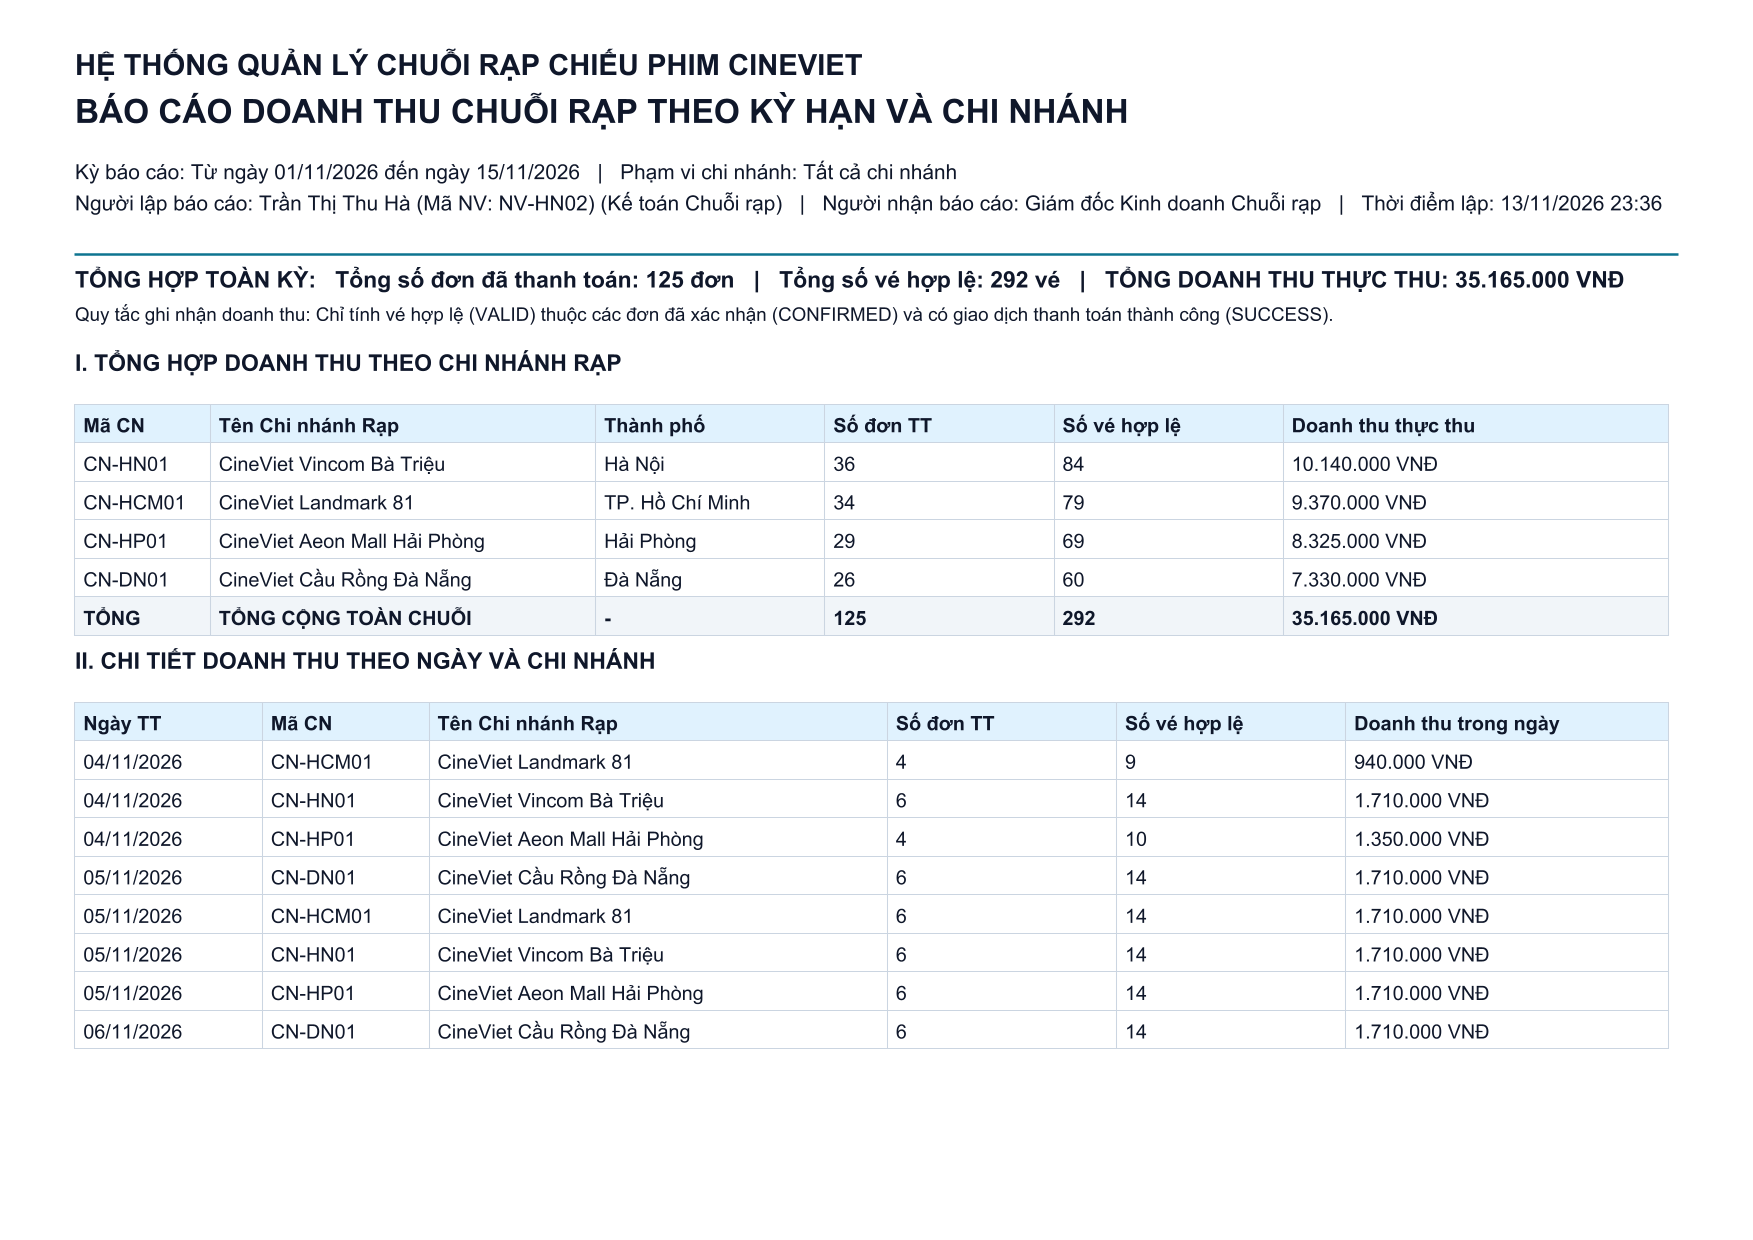 HỆ THỐNG QUẢN LÝ CHUỖI RẠP CHIẾU PHIM CINEVIET
BÁO CÁO DOANH THU CHUỖI RẠP THEO KỲ HẠN VÀ CHI NHÁNH
Kỳ báo cáo: Từ ngày 01/11/2026 đến ngày 15/11/2026 | Phạm vi chi nhánh: Tất cả chi nhánh
Người lập báo cáo: Trần Thị Thu Hà (Mã NV: NV-HN02) (Kế toán Chuỗi rạp) | Người nhận báo cáo: Giám đốc Kinh doanh Chuỗi rạp | Thời điểm lập: 13/11/2026 23:36
TỔNG HỢP TOÀN KỲ: Tổng số đơn đã thanh toán: 125 đơn | Tổng số vé hợp lệ: 292 vé | TỔNG DOANH THU THỰC THU: 35.165.000 VNĐ
Quy tắc ghi nhận doanh thu: Chỉ tính vé hợp lệ (VALID) thuộc các đơn đã xác nhận (CONFIRMED) và có giao dịch thanh toán thành công (SUCCESS).
I. TỔNG HỢP DOANH THU THEO CHI NHÁNH RẠP
Mã CN Tên Chi nhánh Rạp Thành phố Số đơn TT Số vé hợp lệ Doanh thu thực thu
CN-HN01 CineViet Vincom Bà Triệu Hà Nội 36 84 10.140.000 VNĐ
CN-HCM01 CineViet Landmark 81 TP. Hồ Chí Minh 34 79 9.370.000 VNĐ
CN-HP01 CineViet Aeon Mall Hải Phòng Hải Phòng 29 69 8.325.000 VNĐ
CN-DN01 CineViet Cầu Rồng Đà Nẵng Đà Nẵng 26 60 7.330.000 VNĐ
TỔNG TỔNG CỘNG TOÀN CHUỖI - 125 292 35.165.000 VNĐ
II. CHI TIẾT DOANH THU THEO NGÀY VÀ CHI NHÁNH
Ngày TT Mã CN Tên Chi nhánh Rạp Số đơn TT Số vé hợp lệ Doanh thu trong ngày
04/11/2026 CN-HCM01 CineViet Landmark 81 4 9 940.000 VNĐ
04/11/2026 CN-HN01 CineViet Vincom Bà Triệu 6 14 1.710.000 VNĐ
04/11/2026 CN-HP01 CineViet Aeon Mall Hải Phòng 4 10 1.350.000 VNĐ
05/11/2026 CN-DN01 CineViet Cầu Rồng Đà Nẵng 6 14 1.710.000 VNĐ
05/11/2026 CN-HCM01 CineViet Landmark 81 6 14 1.710.000 VNĐ
05/11/2026 CN-HN01 CineViet Vincom Bà Triệu 6 14 1.710.000 VNĐ
05/11/2026 CN-HP01 CineViet Aeon Mall Hải Phòng 6 14 1.710.000 VNĐ
06/11/2026 CN-DN01 CineViet Cầu Rồng Đà Nẵng 6 14 1.710.000 VNĐ